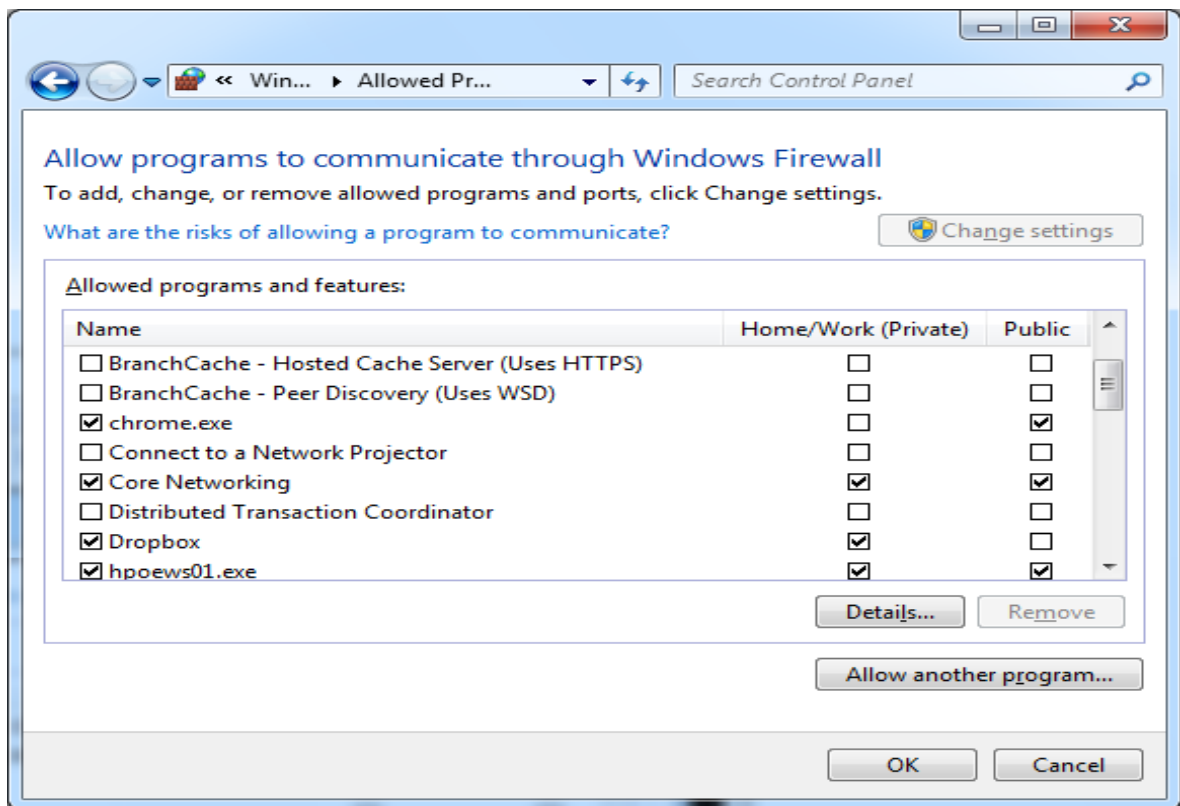 « Win... Allowed Pr... Search Control Panel
Allow programs to communicate through Windows Firewall
To add, change, or remove allowed programs and ports, click Change settings.
What are the risks of allowing a program to communicate? Change settings
Allowed programs and features:
Name Home/Work (Private) Public
BranchCache - Hosted Cache Server (Uses HTTPS)
BranchCache - Peer Discovery (Uses WSD)
chrome.exe
Connect to a Network Projector
Core Networking
Distributed Transaction Coordinator
Dropbox
hpoews01.exe
Details... Remove
Allow another program...
OK Cancel